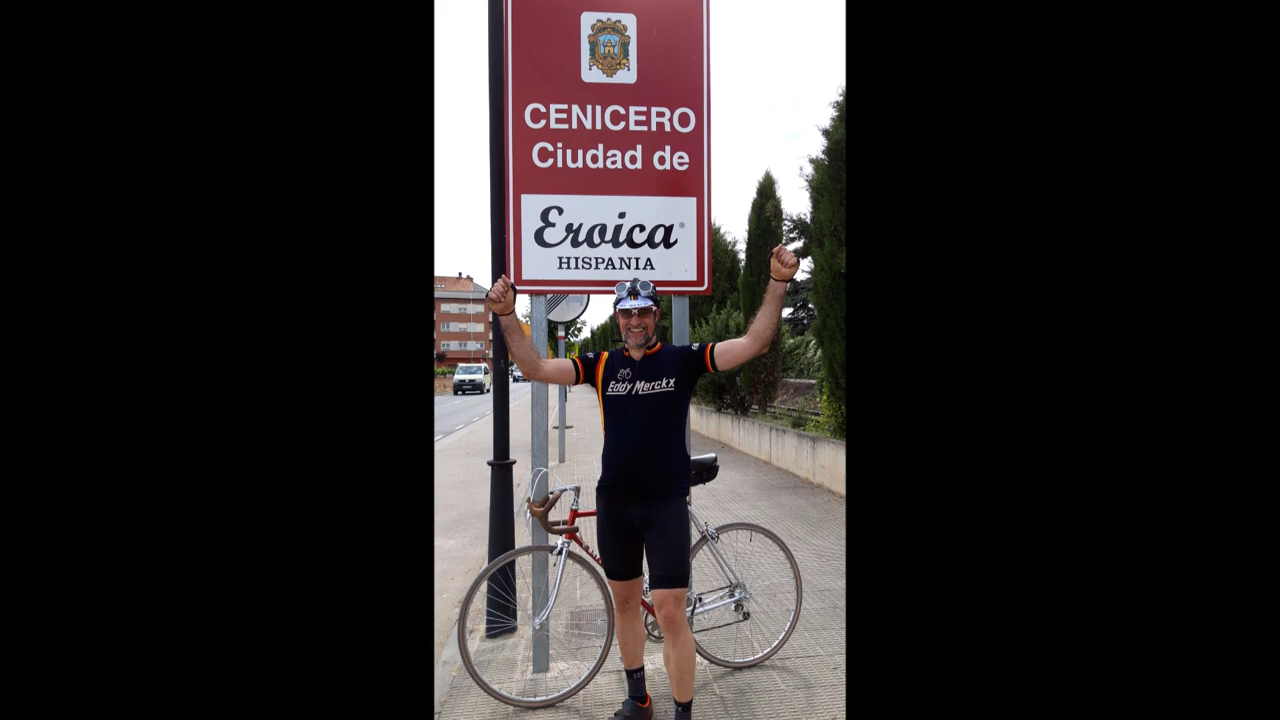 CENICERO
Ciudad de
Eroica®
HISPANIA
Eddy Merckx